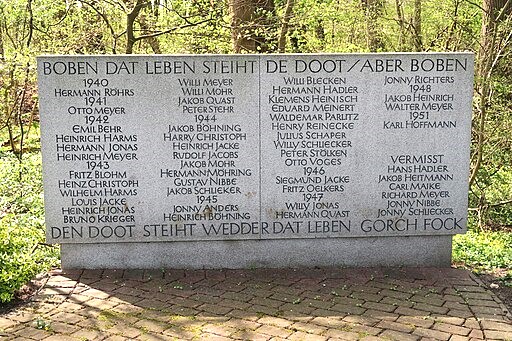 BOBEN DAT LEBEN STEIHT DE DOOT/ABER BOBEN
1940
HERMANN RÖHRS
1941
OTTO MEYER
1942
EMIL BEHR
HEINRICH HARMS
HERMANN JONAS
HEINRICH MEYER
1943
FRITZ BLOHM
HEINZ CHRISTOPH
WILHELM HARMS
LOUIS JACKE
HEINRICH JONAS
BRUNO KRIEGER
WILLI MEYER
WILLI MOHR
JAKOB QUAST
PETER STEHR
1944
JAKOB BÖHNING
HARRY CHRISTOPH
HEINRICH JACKE
RUDOLF JACOBS
JAKOB MOHR
HERMANN MÖHRING
GUSTAV NIBBE
JAKOB SCHLIEKER
1945
JONNY ANDERS
HEINRICH BÖHNING
WILLI BLECKEN
HERMANN HADLER
KLEMENS HEINISCH
EDUARD MEINERT
WALDEMAR PARLITZ
HENRY REINECKE
JULIUS SCHAPER
WILLY SCHLIECKER
PETER STÖLKEN
OTTO VOGES
1946
SIEGMUND JACKE
FRITZ OELKERS
1947
WILLY JONAS
HERMANN QUAST
JONNY RICHTERS
1948
JAKOB HEINRICH
WALTER MEYER
1951
KARL HOFFMANN
VERMISST
HANS HADLER
JAKOB HEITMANN
CARL MAIKE
RICHARD MEYER
JONNY NIBBE
JONNY SCHLIECKER
DEN DOOT STEIHT WEDDER DAT LEBEN GORCH FOCK